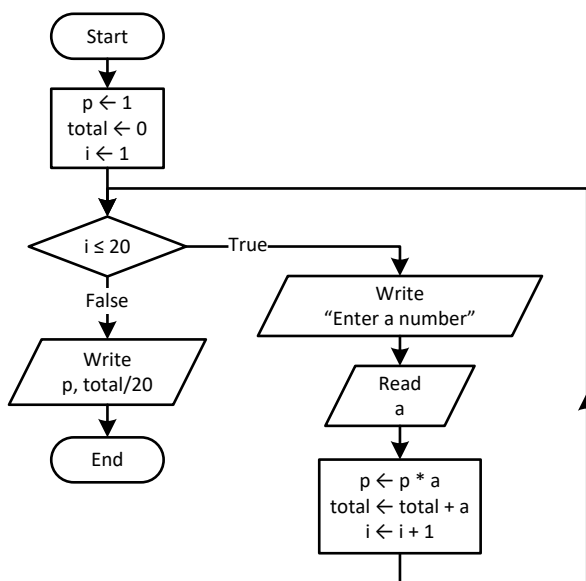 Start
p ← 1
total ← 0
i ← 1
i ≤ 20
True
False
Write
“Enter a number”
Write
p, total/20
Read
a
End
p ← p * a
total ← total + a
i ← i + 1